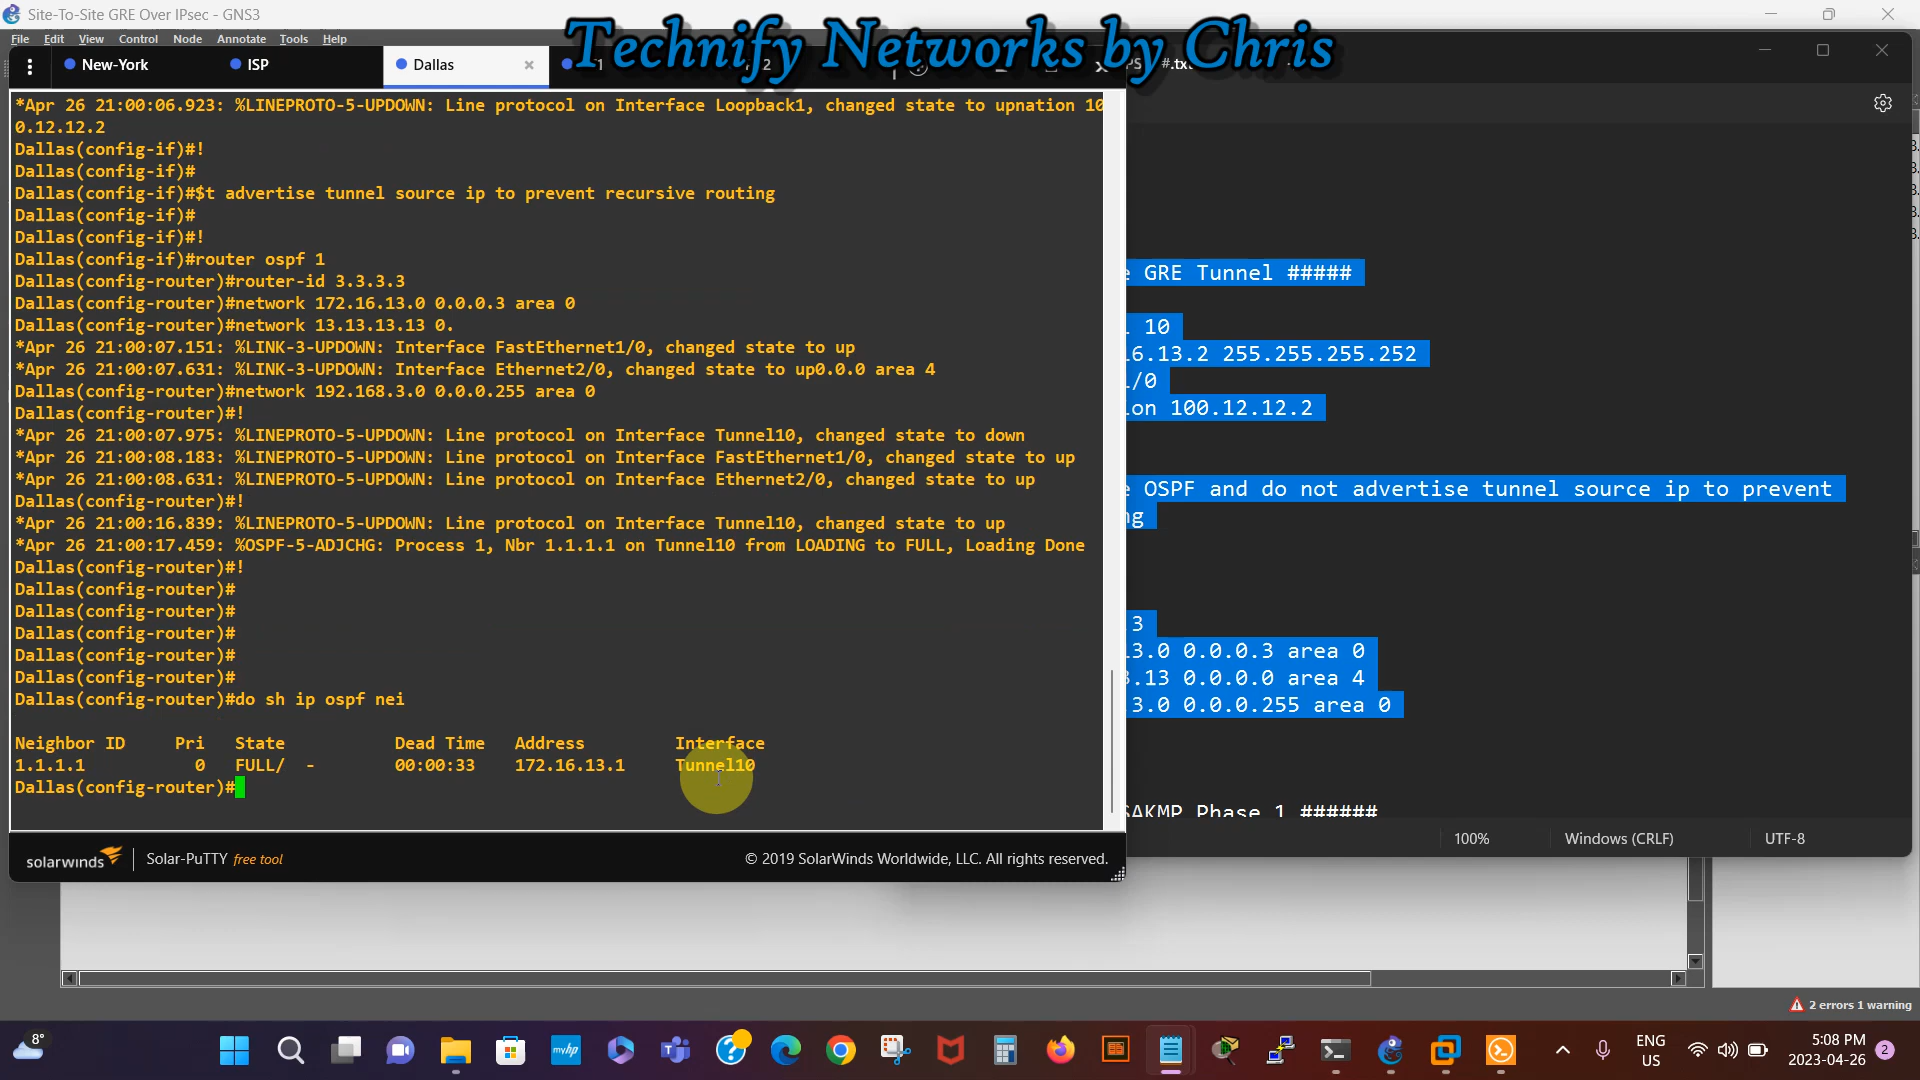 Site-To-Site GRE Over IPsec - GNS3
Technify Networks by Chris
File Edit View Control Node Annotate Tools Help
New-York
ISP
Dallas
*Apr 26 21:00:06.923: %LINEPROTO-5-UPDOWN: Line protocol on Interface Loopback1, changed state to upnation 10
0.12.12.2
Dallas(config-if)#!
Dallas(config-if)#
Dallas(config-if)#$t advertise tunnel source ip to prevent recursive routing
Dallas(config-if)#
Dallas(config-if)#!
Dallas(config-if)#router ospf 1
Dallas(config-router)#router-id 3.3.3.3
Dallas(config-router)#network 172.16.13.0 0.0.0.3 area 0
Dallas(config-router)#network 13.13.13.13 0.
*Apr 26 21:00:07.151: %LINK-3-UPDOWN: Interface FastEthernet1/0, changed state to up
*Apr 26 21:00:07.631: %LINK-3-UPDOWN: Interface Ethernet2/0, changed state to up0.0.0 area 4
Dallas(config-router)#network 192.168.3.0 0.0.0.255 area 0
Dallas(config-router)#!
*Apr 26 21:00:07.975: %LINEPROTO-5-UPDOWN: Line protocol on Interface Tunnel10, changed state to down
*Apr 26 21:00:08.183: %LINEPROTO-5-UPDOWN: Line protocol on Interface FastEthernet1/0, changed state to up
*Apr 26 21:00:08.631: %LINEPROTO-5-UPDOWN: Line protocol on Interface Ethernet2/0, changed state to up
Dallas(config-router)#!
*Apr 26 21:00:16.839: %LINEPROTO-5-UPDOWN: Line protocol on Interface Tunnel10, changed state to up
*Apr 26 21:00:17.459: %OSPF-5-ADJCHG: Process 1, Nbr 1.1.1.1 on Tunnel10 from LOADING to FULL, Loading Done
Dallas(config-router)#!
Dallas(config-router)#
Dallas(config-router)#
Dallas(config-router)#
Dallas(config-router)#
Dallas(config-router)#
Dallas(config-router)#do sh ip ospf nei
Neighbor ID Pri State Dead Time Address Interface
1.1.1.1 0 FULL/ - 00:00:33 172.16.13.1 Tunnel10
Dallas(config-router)#
solarwinds Solar-PuTTY free tool
© 2019 SolarWinds Worldwide, LLC. All rights reserved.
GRE Tunnel #####
10
16.13.2 255.255.255.252
1/0
ion 100.12.12.2
OSPF and do not advertise tunnel source ip to prevent
ng
3
13.0 0.0.0.3 area 0
.13 0.0.0.0 area 4
3.0 0.0.0.255 area 0
SAKMP Phase 1 ######
100% Windows (CRLF) UTF-8
2 errors 1 warning
8°
myhp
ENG
US
5:08 PM
2023-04-26
2